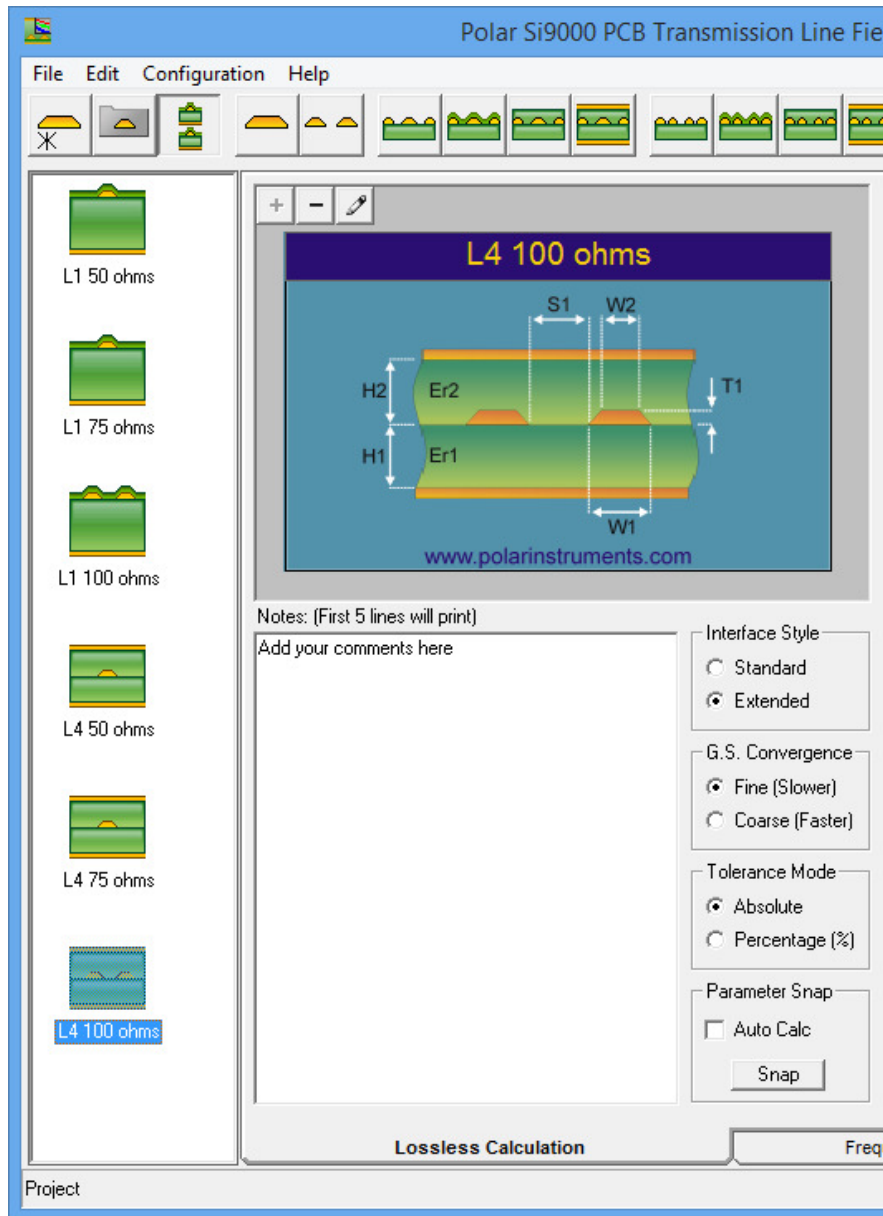 Polar Si9000 PCB Transmission Line Fie
File Edit Configuration Help
L1 50 ohms
L1 75 ohms
L1 100 ohms
L4 50 ohms
L4 75 ohms
L4 100 ohms
L4 100 ohms
S1 W2
H2 Er2 T1
H1 Er1
W1
www.polarinstruments.com
Notes: (First 5 lines will print)
Add your comments here
Interface Style
Standard
Extended
G.S. Convergence
Fine (Slower)
Coarse (Faster)
Tolerance Mode
Absolute
Percentage (%)
Parameter Snap
Auto Calc
Snap
Lossless Calculation
Frequ
Project